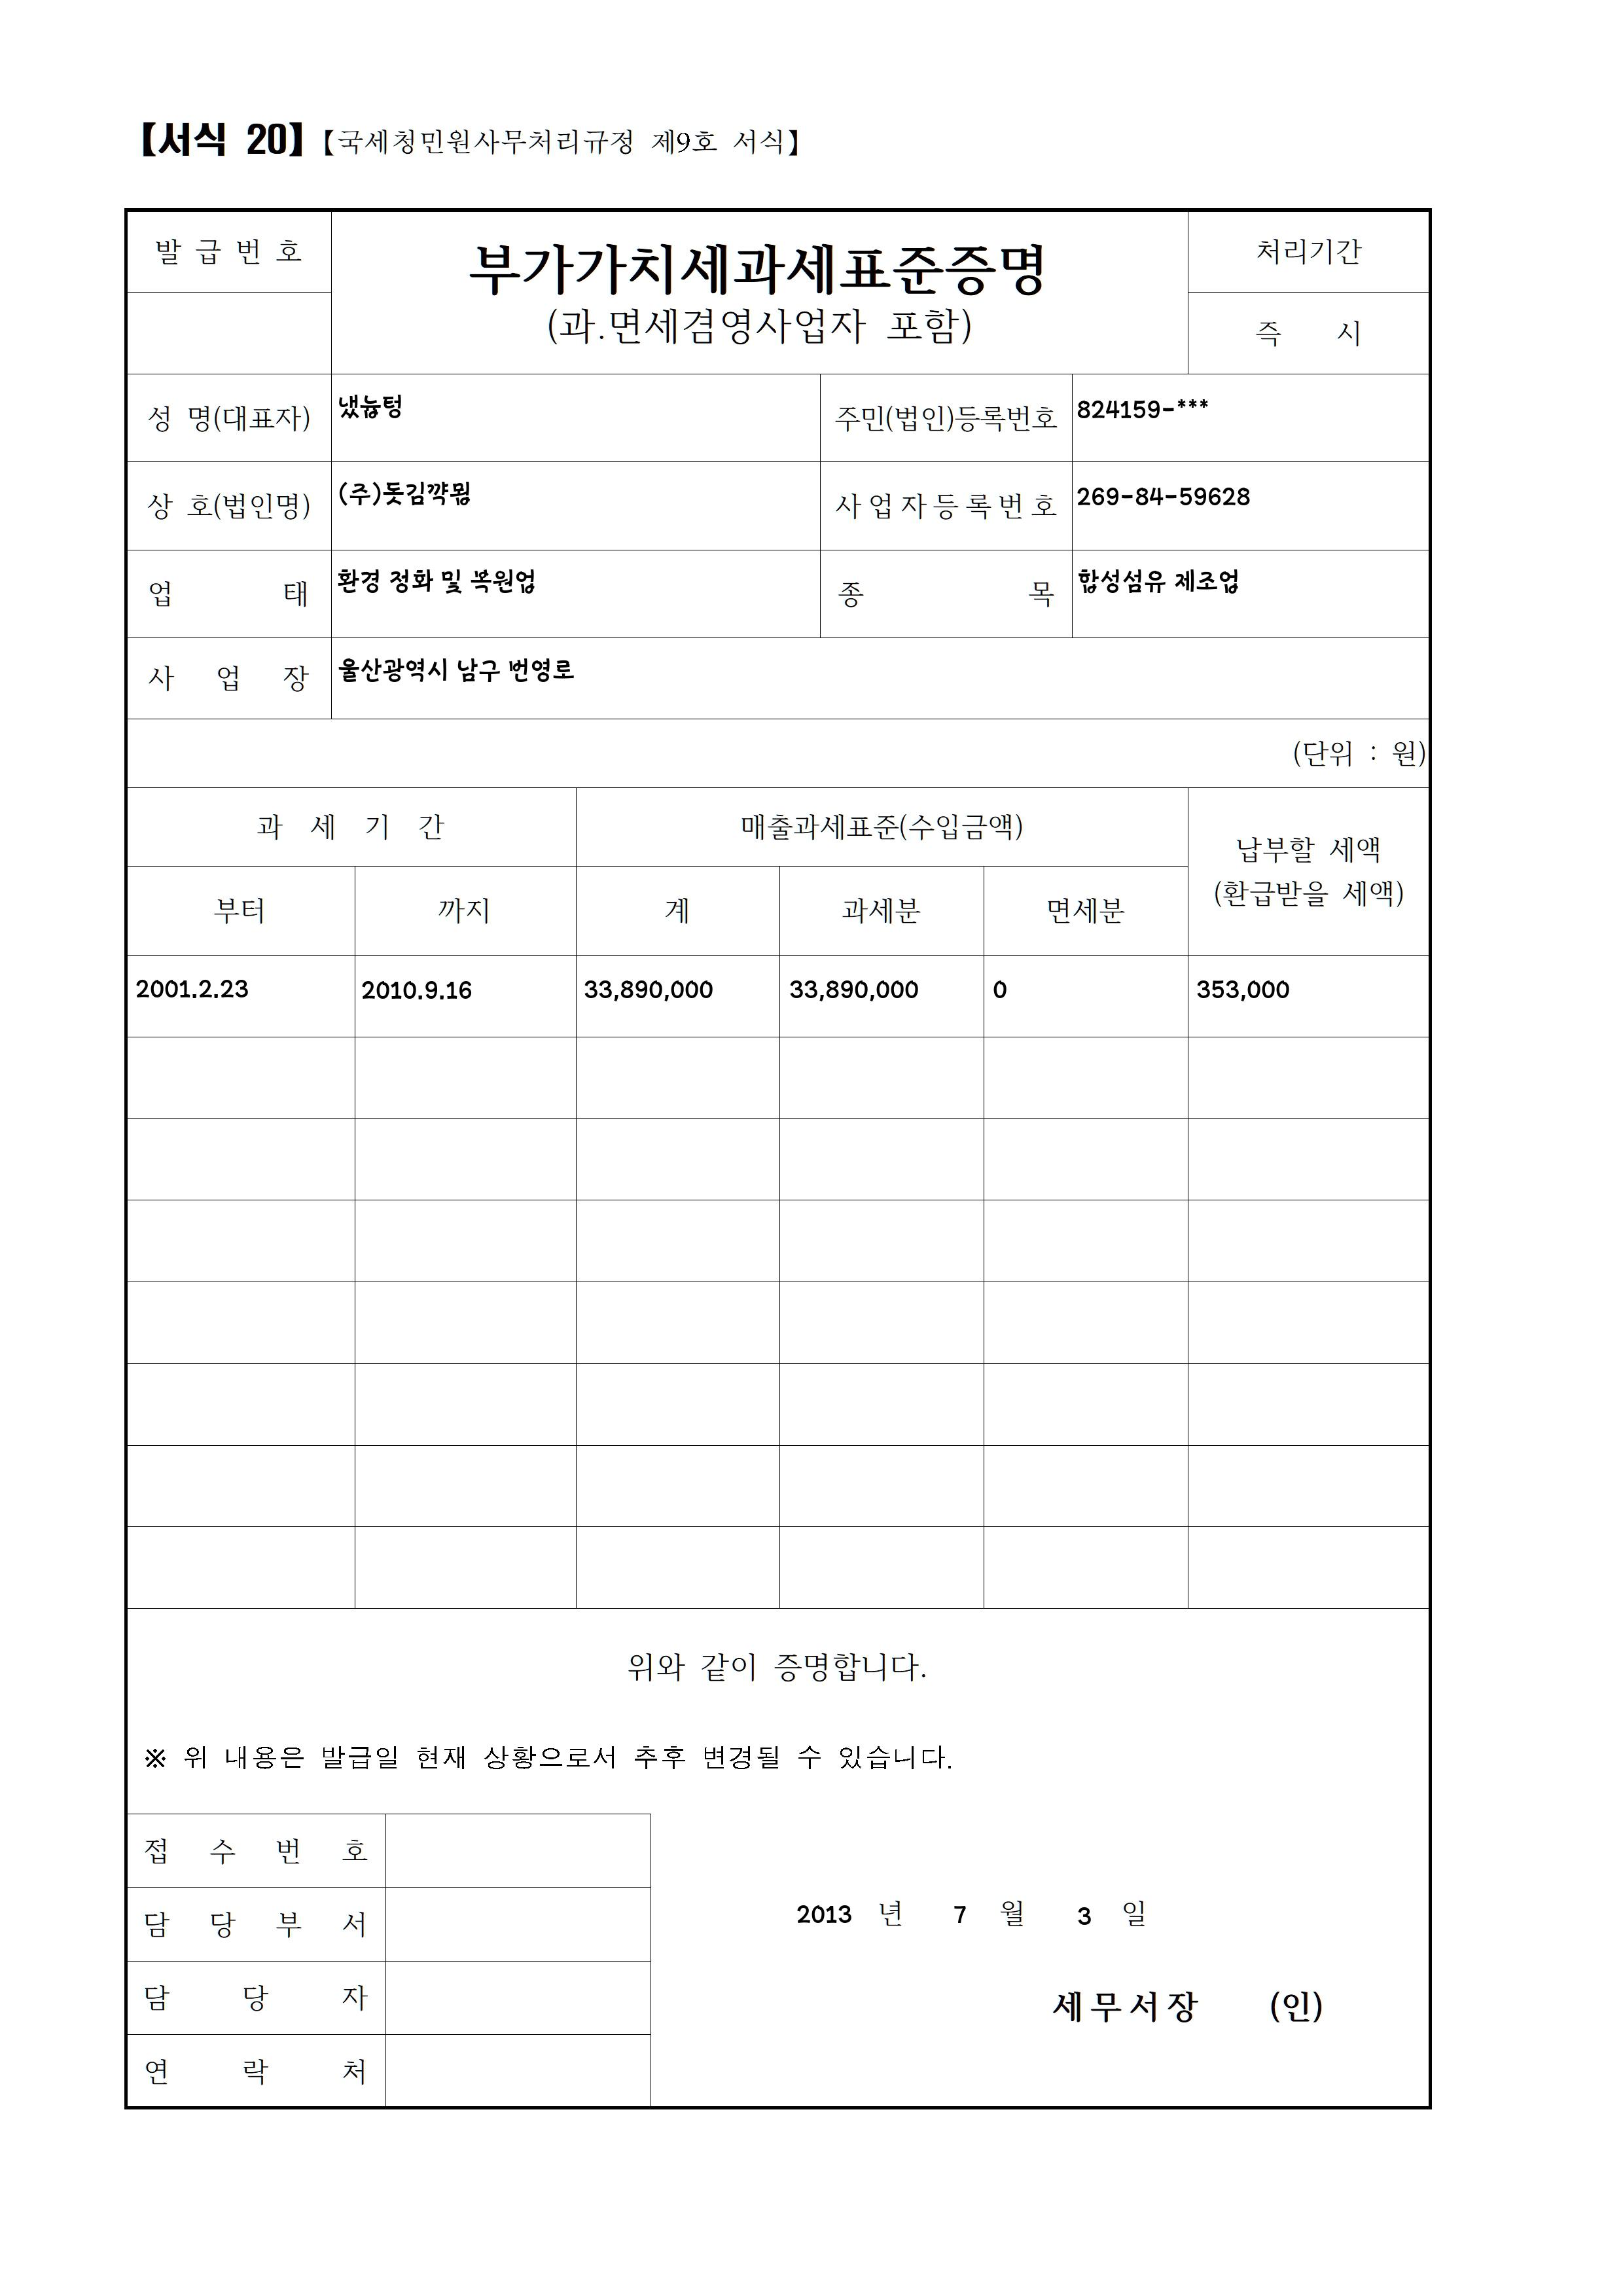 【서식 20】【국세청민원사무처리규정 제9호 서식】
발 급 번 호
부가가치세과세표준증명
(과.면세겸영사업자 포함)
처리기간
즉 시
성 명(대표자)
주민(법인)등록번호 824159-***
상 호(법인명)
사업자등록번호 269-84-59628
업 태 환경 정화 및 복원업 종 목 합성섬유 제조업
사 업 장 울산광역시 남구 번영로
(단위 : 원)
과 세 기 간 매출과세표준(수입금액) 납부할 세액
(환급받을 세액)
부터 까지 계 과세분 면세분
2001.2.23 2010.9.16 33,890,000 33,890,000 0 353,000
위와 같이 증명합니다.
※ 위 내용은 발급일 현재 상황으로서 추후 변경될 수 있습니다.
접 수 번 호
담 당 부 서
담 당 자
연 락 처
2013 년 7 월 3 일
세무서장 (인)